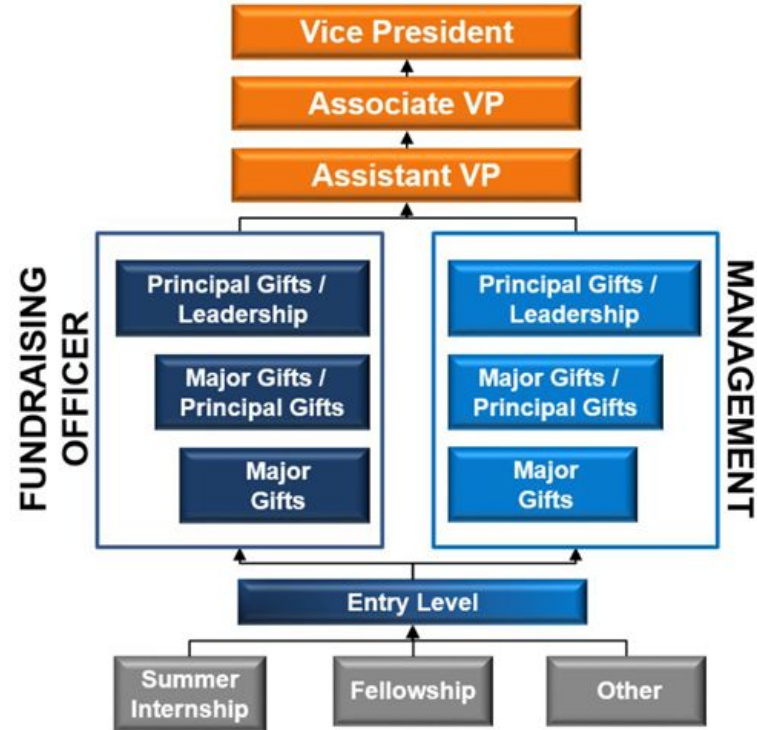 Vice President
Associate VP
Assistant VP
FUNDRAISING
OFFICER
Principal Gifts /
Leadership
Major Gifts /
Principal Gifts
Major
Gifts
MANAGEMENT
Principal Gifts /
Leadership
Major Gifts /
Principal Gifts
Major
Gifts
Entry Level
Summer
Internship
Fellowship
Other